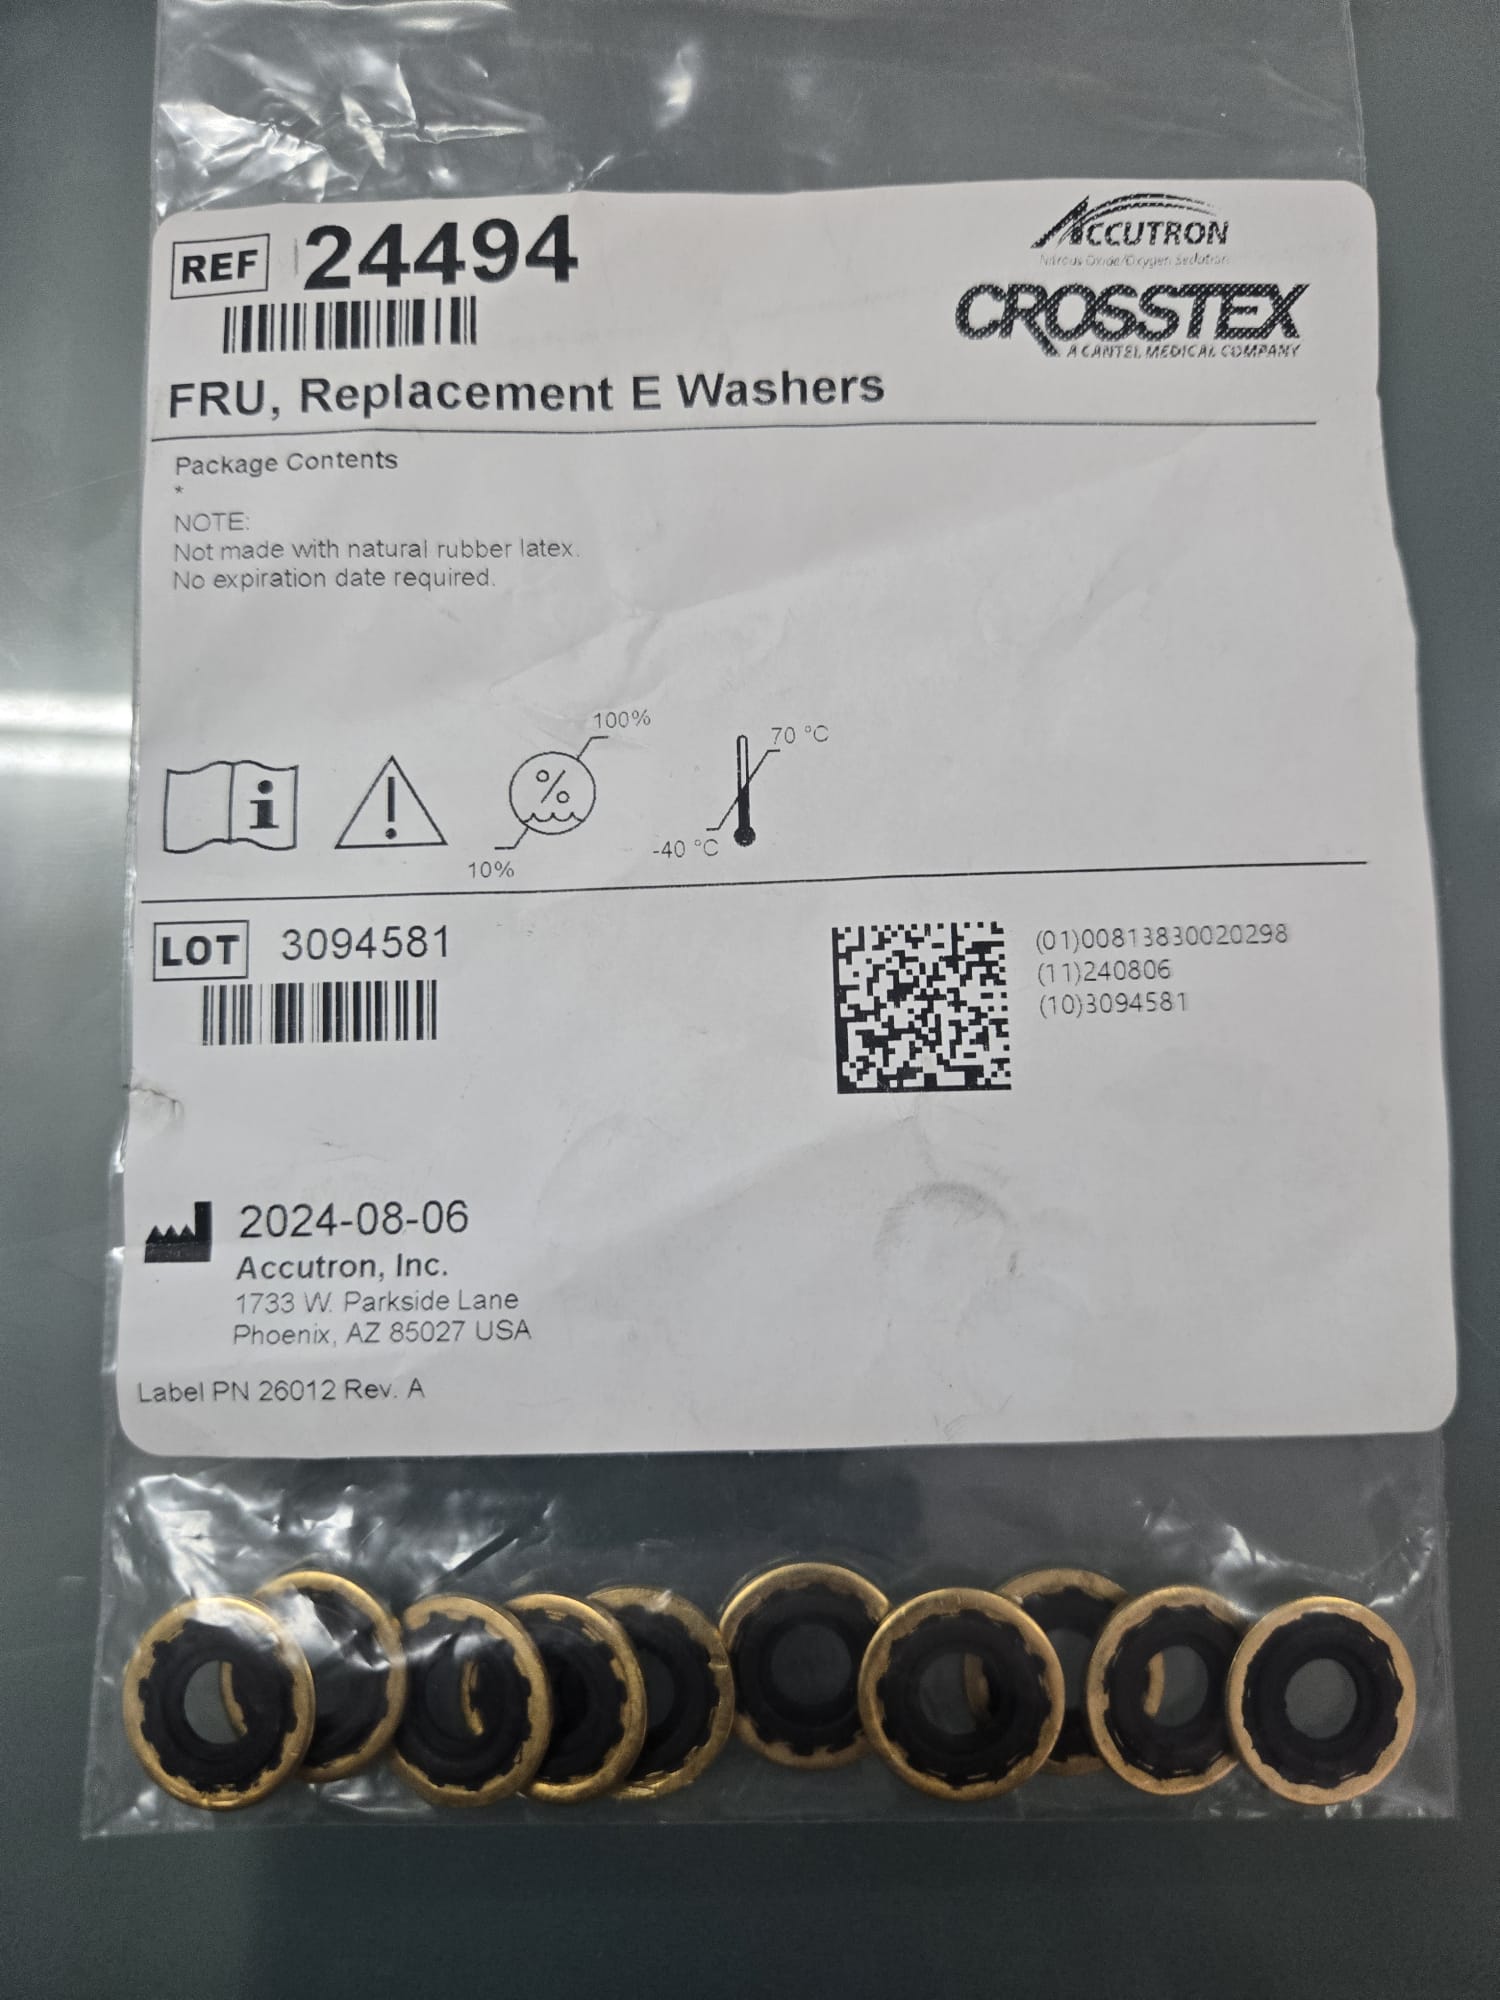 REF 24494
ACCUTRON
Nitrous Oxide/Oxygen Sedation
CROSSTEX
A CANTEL MEDICAL COMPANY
FRU, Replacement E Washers
Package Contents
*
NOTE:
Not made with natural rubber latex.
No expiration date required.
100%
%
10%
70 °C
-40 °C
i
!
LOT 3094581
(01)00813830020298
(11)240806
(10)3094581
2024-08-06
Accutron, Inc.
1733 W. Parkside Lane
Phoenix, AZ 85027 USA
Label PN 26012 Rev. A